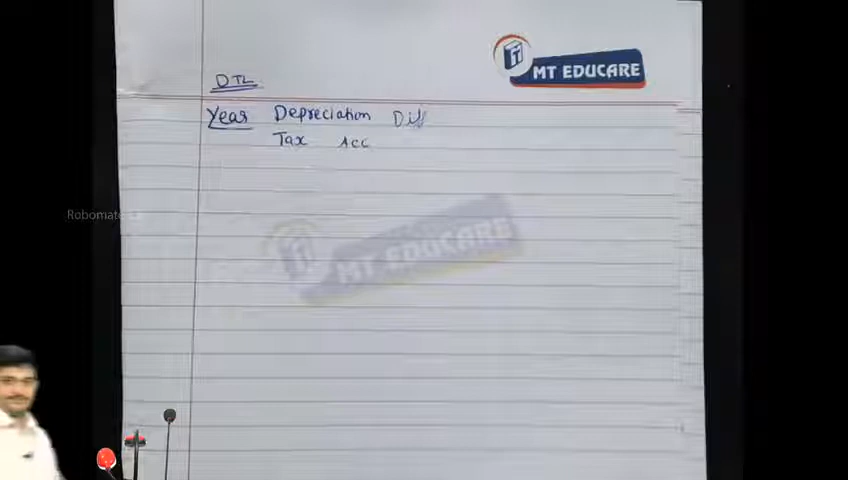 MT EDUCARE
DTL
Year Depreciation Diff
Tax Acc
MT EDUCARE